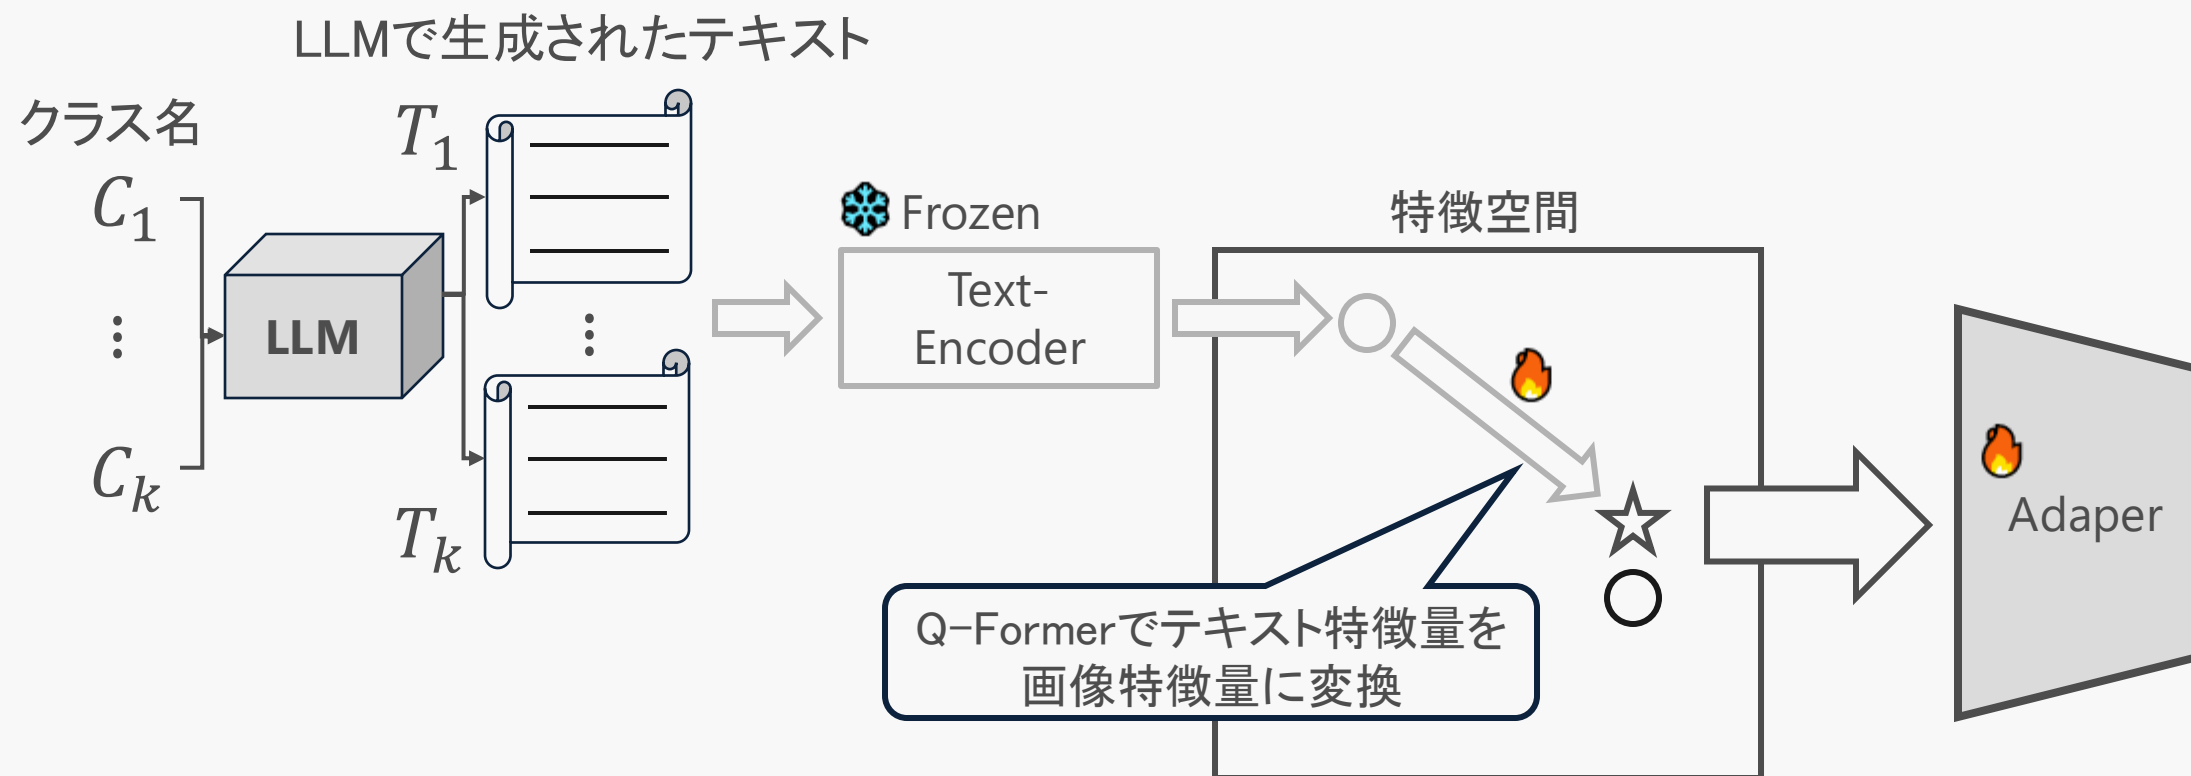 LLMで生成されたテキスト
クラス名
C1
⋮
Ck
LLM
T1
⋮
Tk
Frozen
Text-
Encoder
特徴空間
Q-Formerでテキスト特徴量を
画像特徴量に変換
Adaper